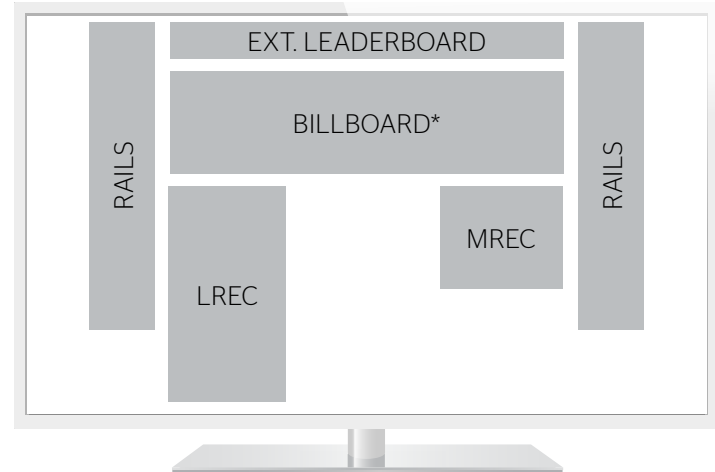 EXT. LEADERBOARD
BILLBOARD*
RAILS
RAILS
LREC
MREC